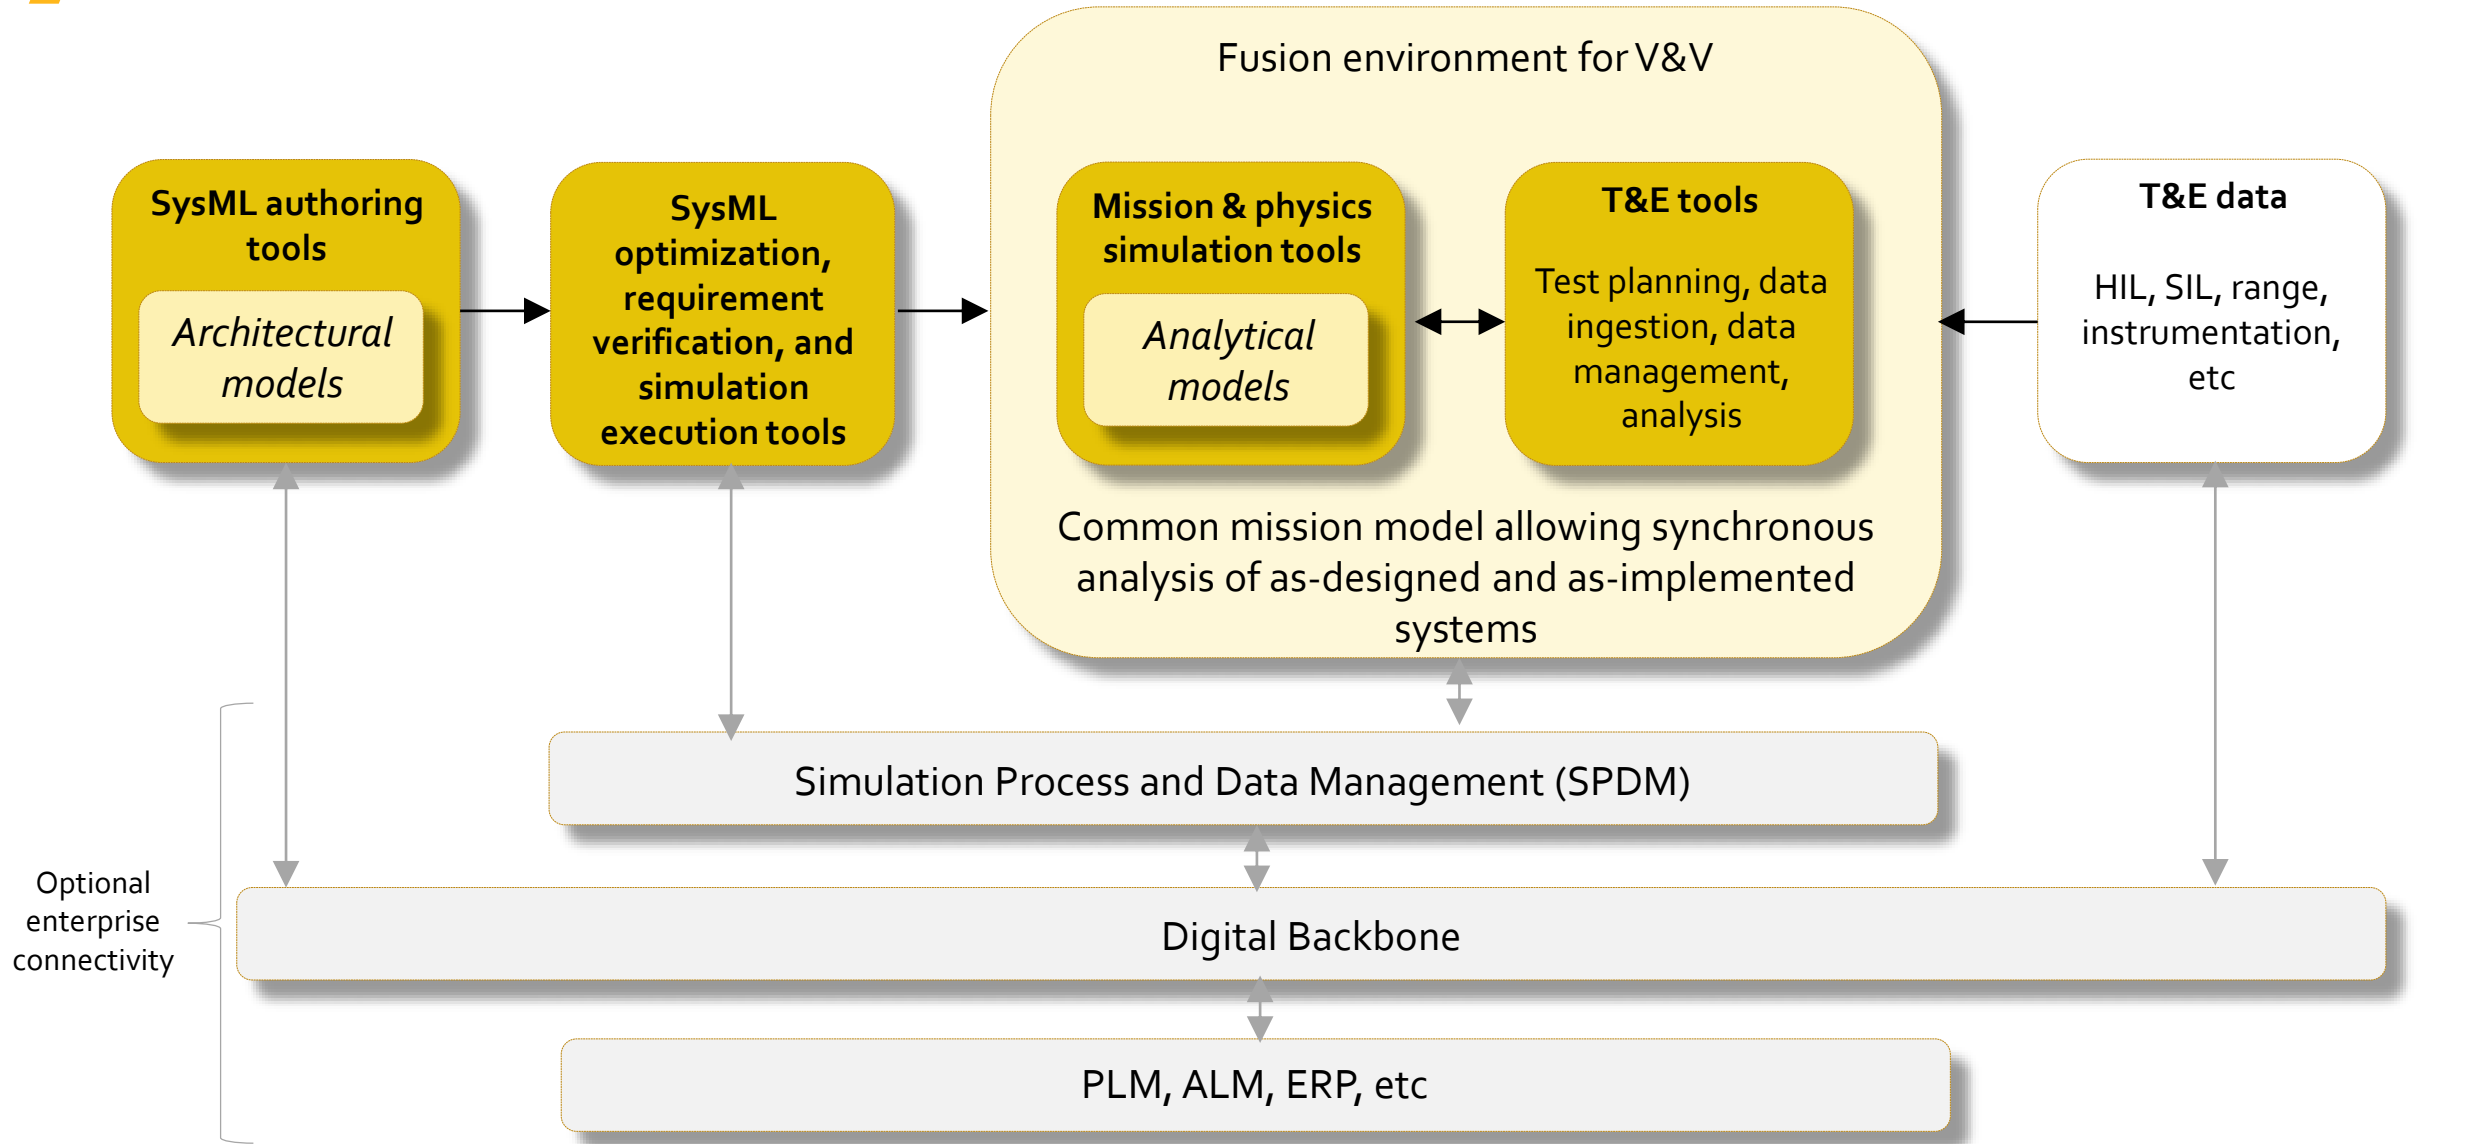 Fusion environment for V&V
SysML authoring
tools
Architectural
models
SysML
optimization,
requirement
verification, and
simulation
execution tools
Mission & physics
simulation tools
Analytical
models
T&E tools
Test planning, data
ingestion, data
management,
analysis
T&E data
HIL, SIL, range,
instrumentation,
etc
Common mission model allowing synchronous
analysis of as-designed and as-implemented
systems
Simulation Process and Data Management (SPDM)
Optional
enterprise
connectivity
Digital Backbone
PLM, ALM, ERP, etc